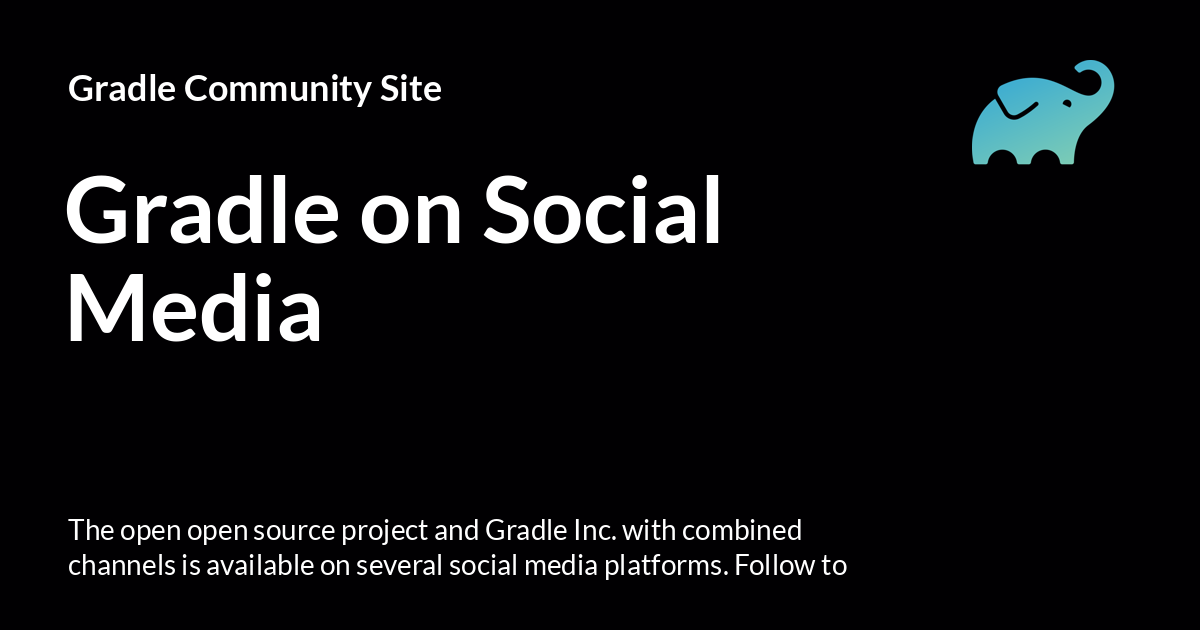 Gradle Community Site
Gradle on Social
Media
The open open source project and Gradle Inc. with combined
channels is available on several social media platforms. Follow to